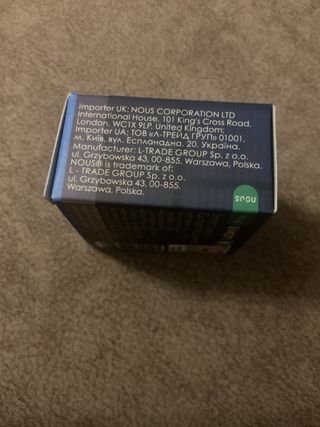 Importer UK: NOUS CORPORATION LTD
International House, 101 King's Cross Road,
London, WC1X 9LP, United Kingdom;
Importer UA; ТОВ «Л-ТРЕЙД ГРУП» 01001,
м. Київ, вул. Еспланадна, 20, Україна.
Manufacturer: L-TRADE GROUP Sp. z o.o.
ul. Grzybowska 43, 00-855, Warszawa, Polska.
NOUS® is trademark of:
L - TRADE GROUP Sp. z o.o.
ul. Grzybowska 43, 00-855,
Warszawa, Polska.
nous